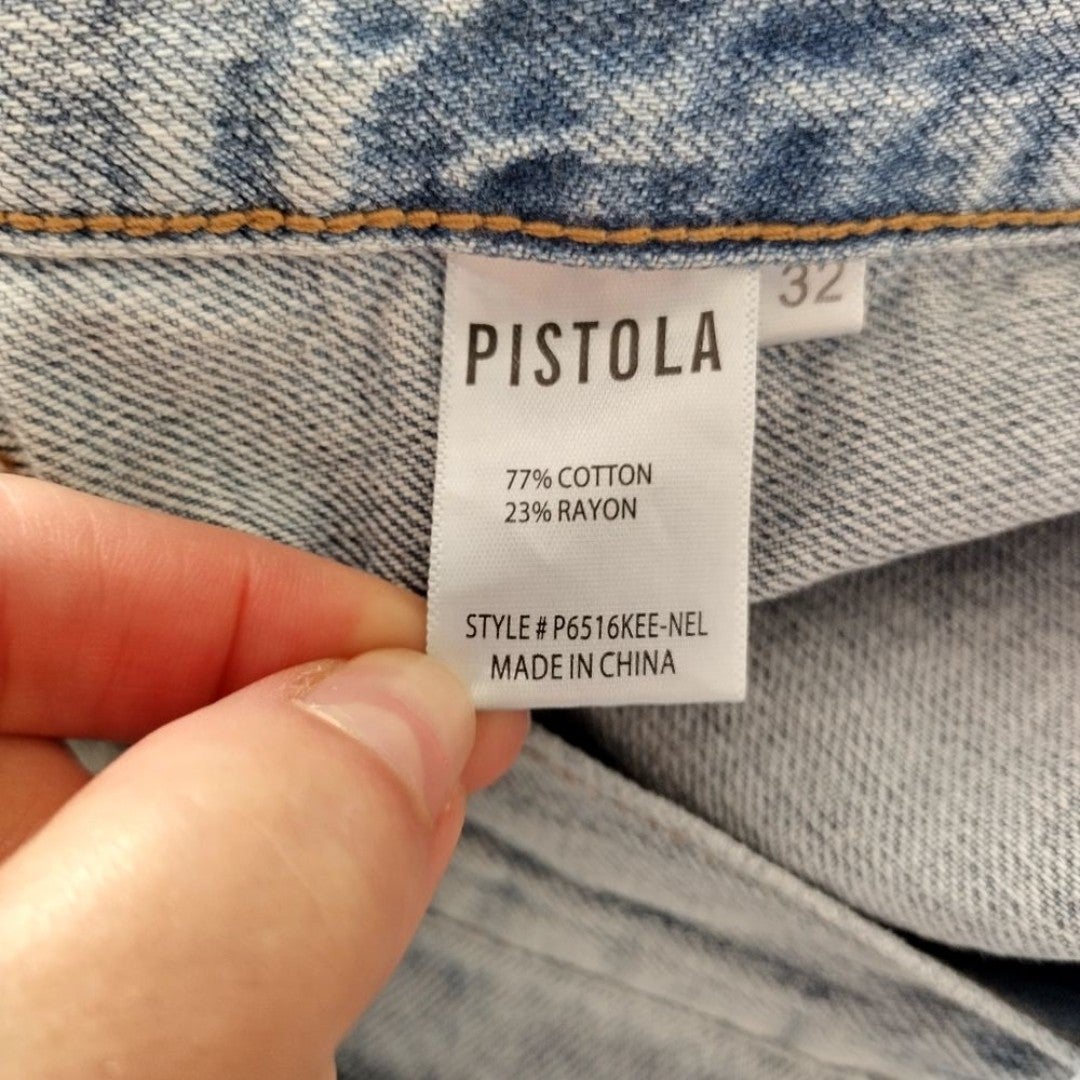 32
PISTOLA
77% COTTON
23% RAYON
STYLE # P6516KEE-NEL
MADE IN CHINA